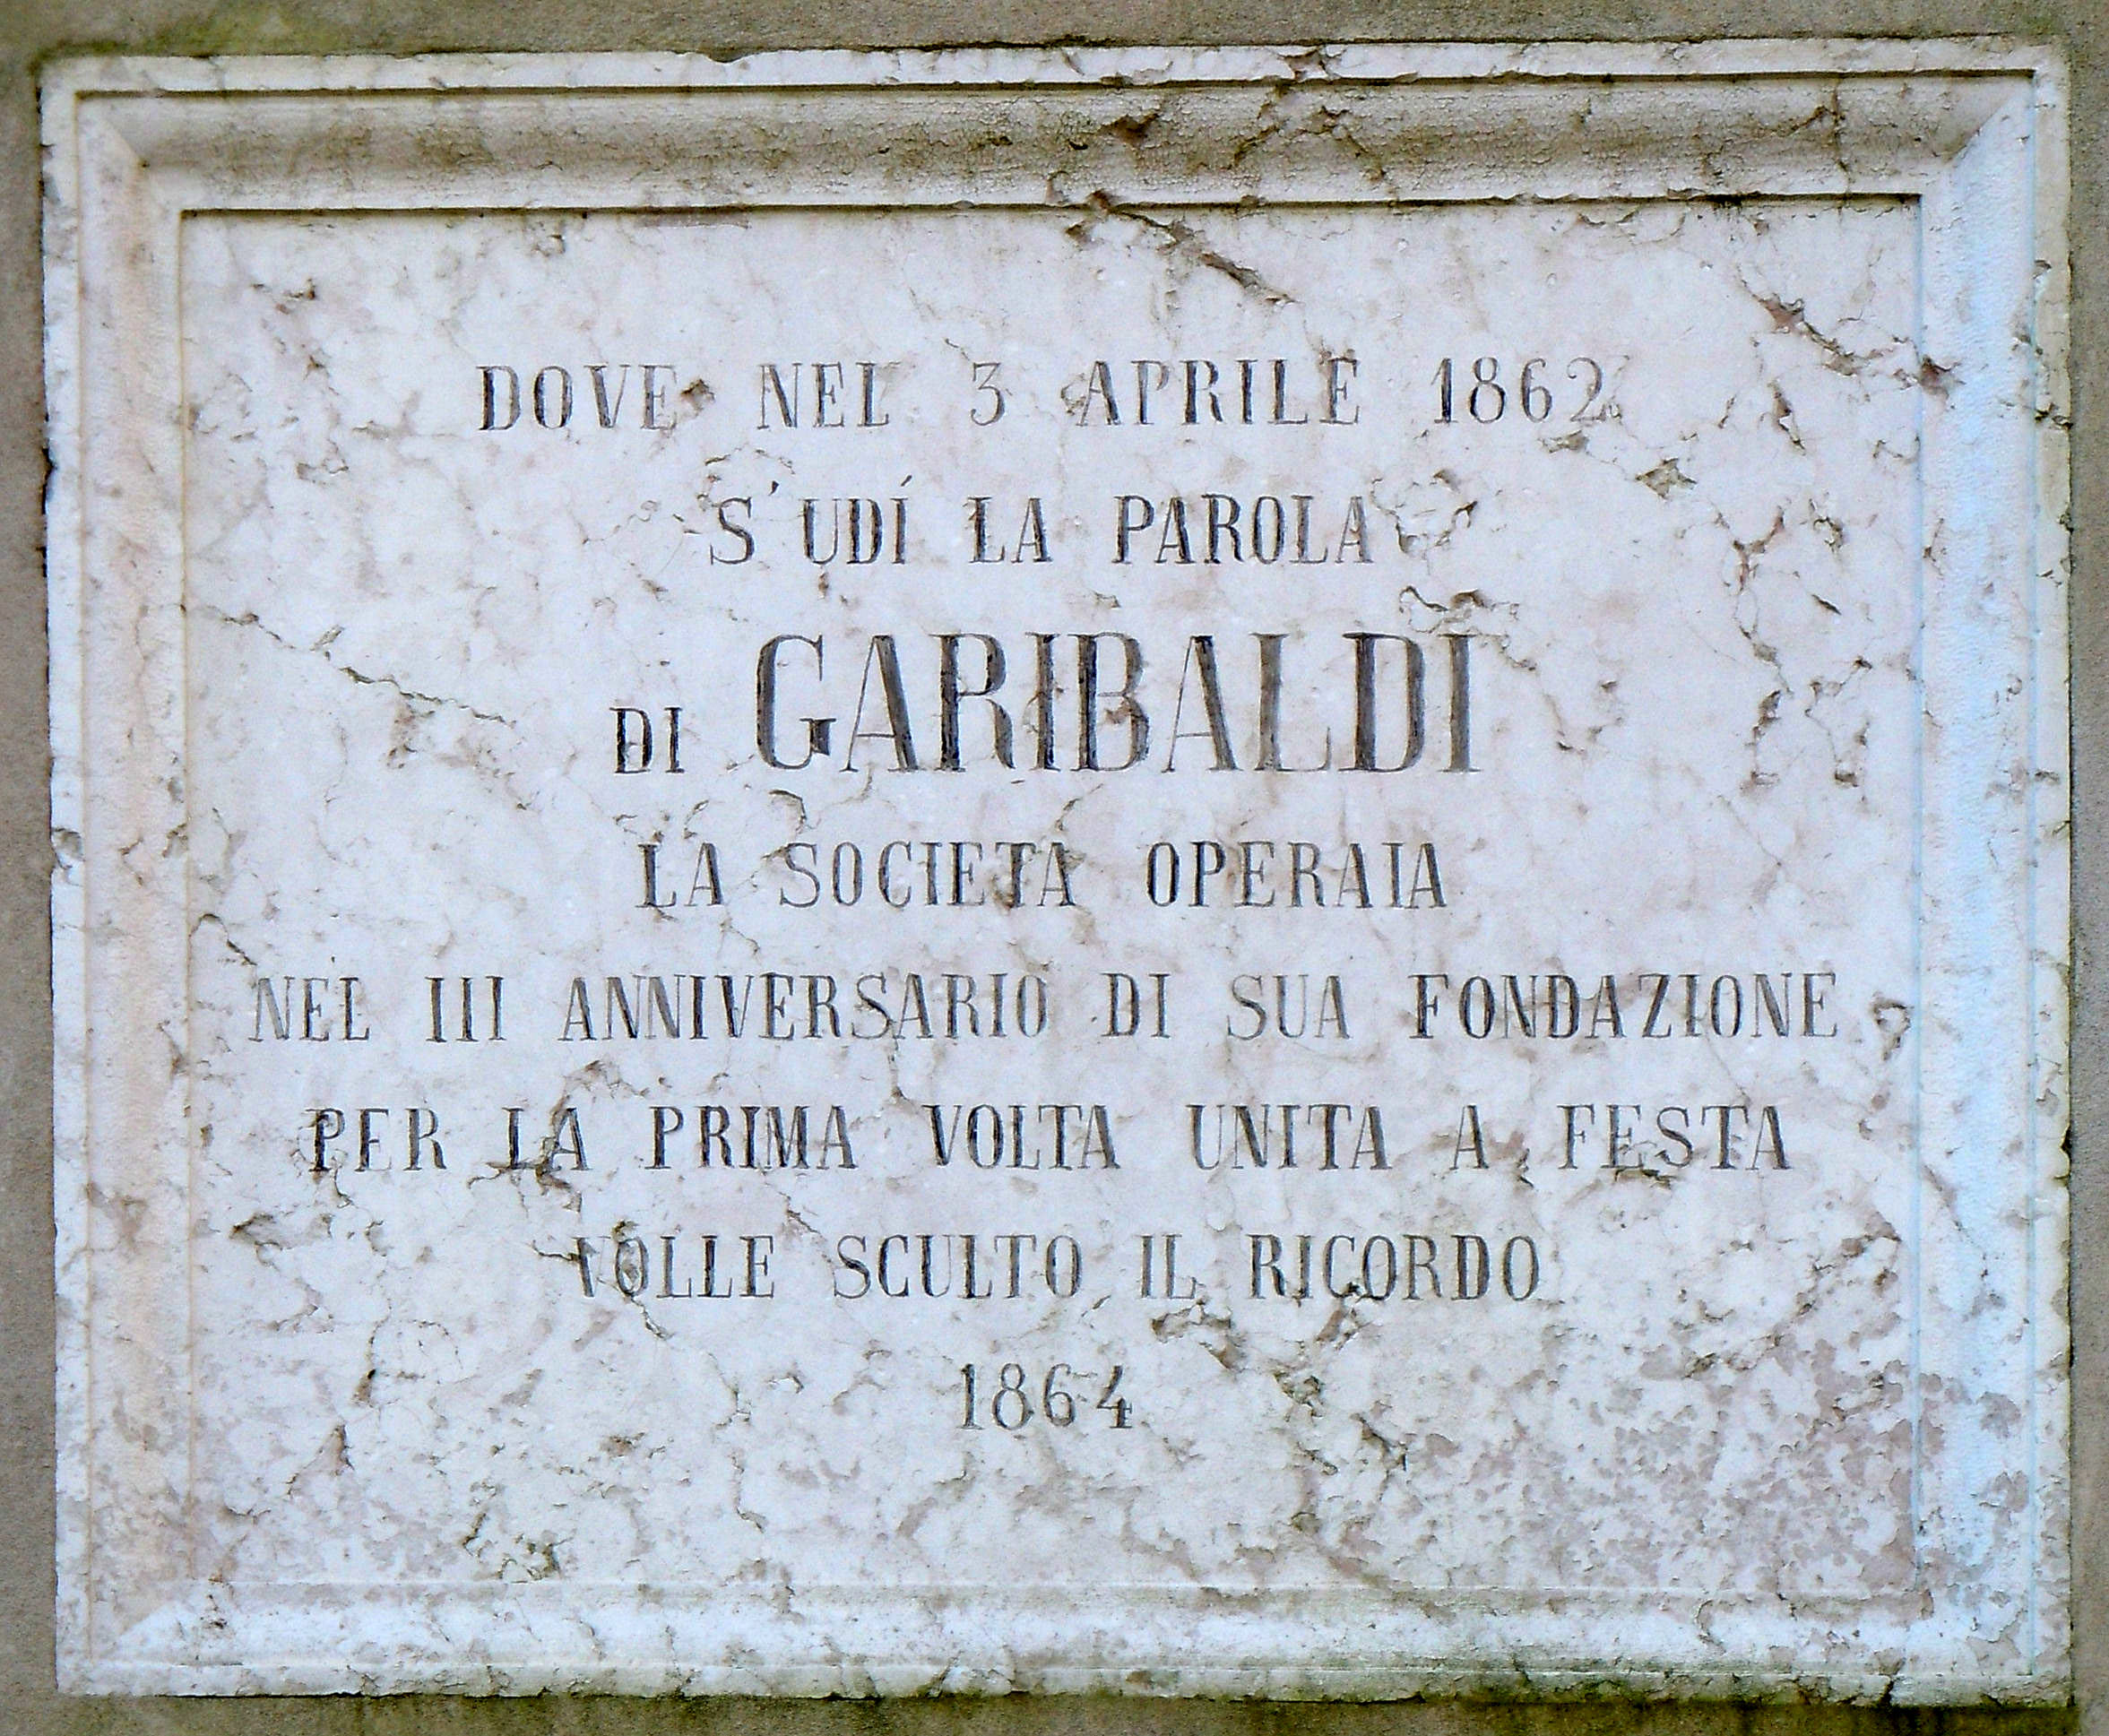 DOVE NEL 3 APRILE 1862
S'UDÍ LA PAROLA
DI GARIBALDI
LA SOCIETA OPERAIA
NEL III ANNIVERSARIO DI SUA FONDAZIONE
PER LA PRIMA VOLTA UNITA A FESTA
VOLLE SCULTO IL RICORDO
1864